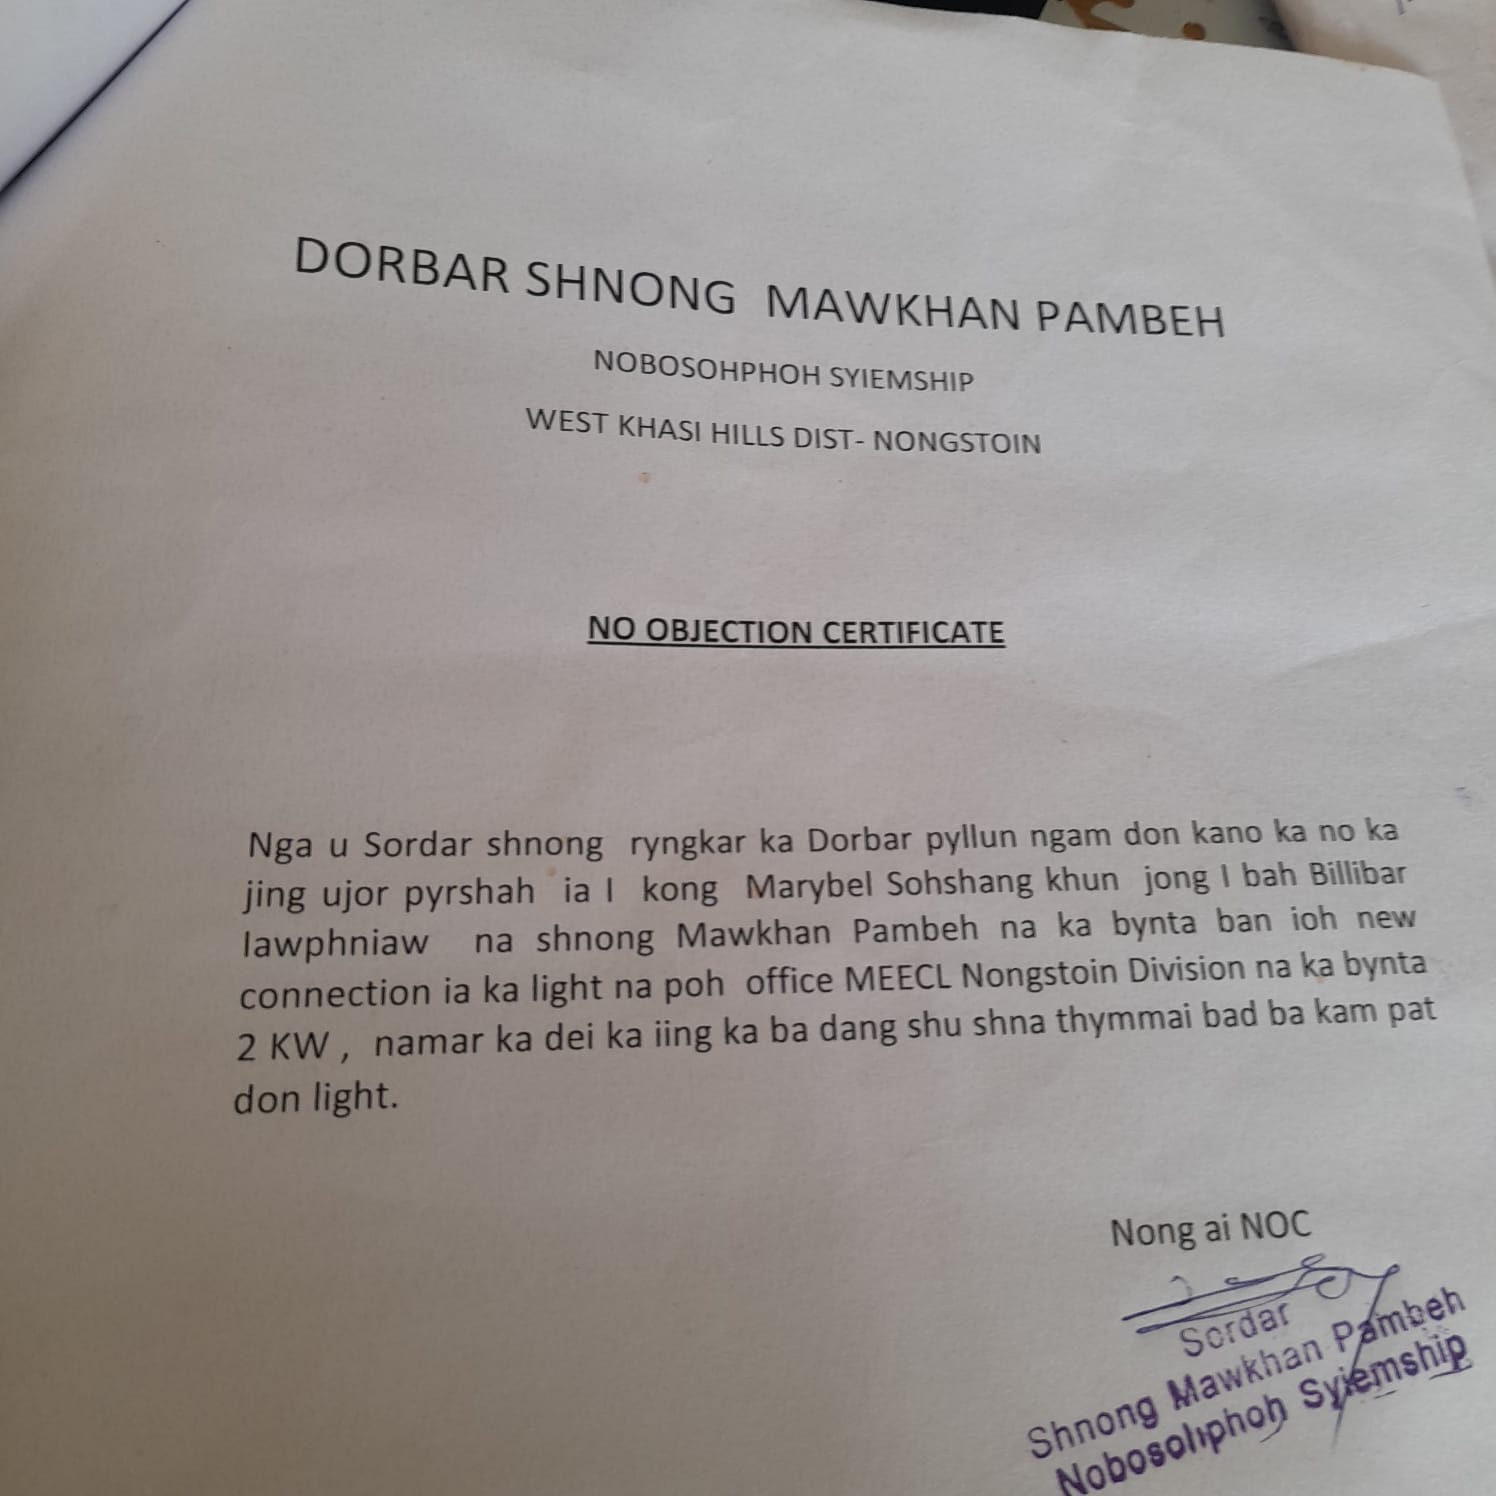 DORBAR SHNONG MAWKHAN PAMBEH
NOBOSOHPHOH SYIEMSHIP
WEST KHASI HILLS DIST- NONGSTOIN
NO OBJECTION CERTIFICATE
Nga u Sordar shnong ryngkar ka Dorbar pyllun ngam don kano ka no ka
jing ujor pyrshah ia I kong Marybel Sohshang khun jong I bah Billibar
Iawphniaw na shnong Mawkhan Pambeh na ka bynta ban ioh new
connection ia ka light na poh office MEECL Nongstoin Division na ka bynta
2 KW , namar ka dei ka iing ka ba dang shu shna thymmai bad ba kam pat
don light.
Nong ai NOC
Sordar
Shnong Mawkhan Pambeh
Nobosohphoh Syiemship